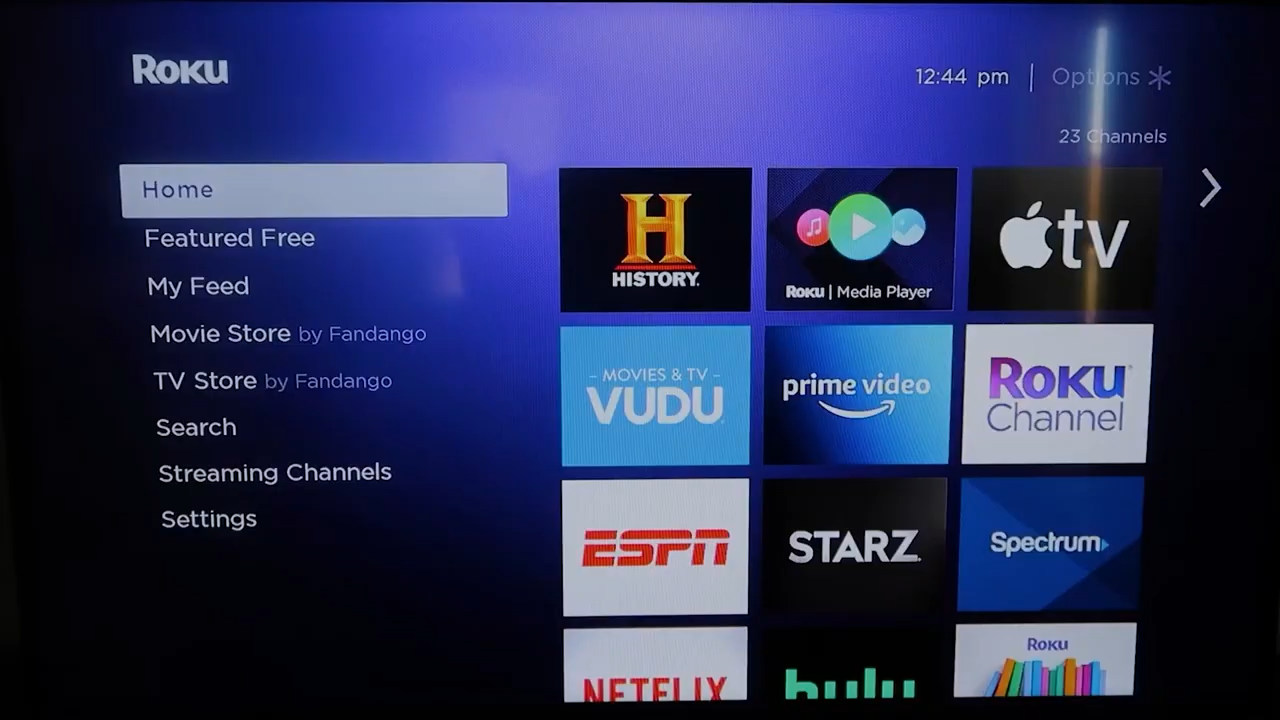 Roku
12:44 pm | Options
23 Channels
Home
Featured Free
My Feed
Movie Store by Fandango
TV Store by Fandango
Search
Streaming Channels
Settings
H
HISTORY.
Roku | Media Player
tv
- MOVIES & TV -
VUDU
prime video
Roku
Channel
ESPN
STARZ
Spectrum
NETFLIX
hulu
Roku